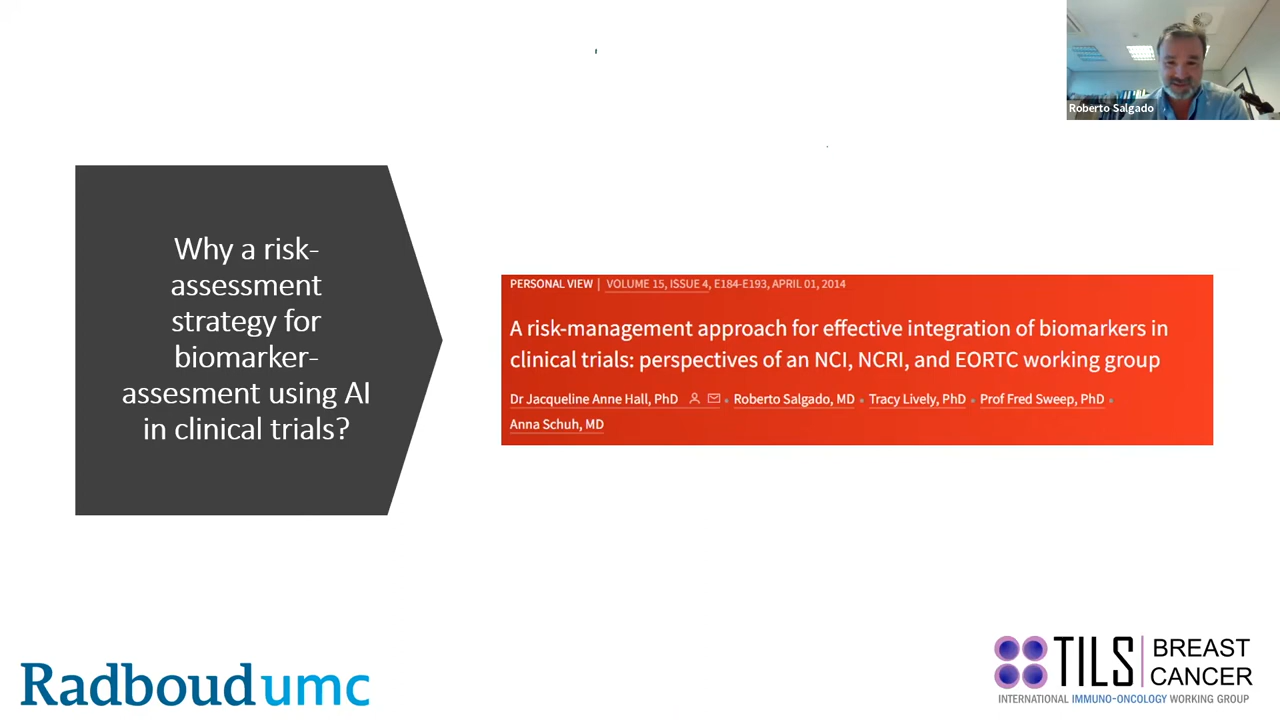 Roberto Salgado
Why a risk-
assessment
strategy for
biomarker-
assesment using AI
in clinical trials?
PERSONAL VIEW | VOLUME 15, ISSUE 4, E184-E193, APRIL 01, 2014
A risk-management approach for effective integration of biomarkers in
clinical trials: perspectives of an NCI, NCRI, and EORTC working group
Dr Jacqueline Anne Hall, PhD • Roberto Salgado, MD • Tracy Lively, PhD • Prof Fred Sweep, PhD •
Anna Schuh, MD
Radboudumc
TILS | BREAST
CANCER
INTERNATIONAL IMMUNO-ONCOLOGY WORKING GROUP